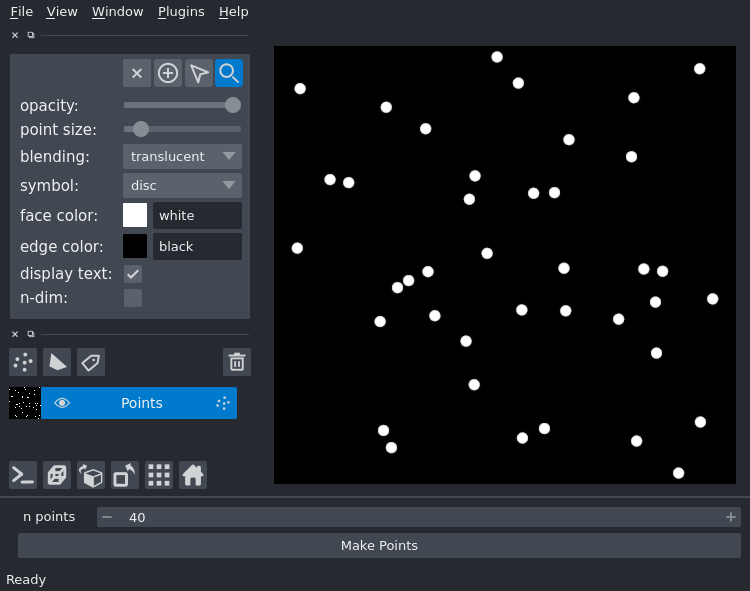 File View Window Plugins Help
opacity:
point size:
blending: translucent
symbol: disc
face color: white
edge color: black
display text:
n-dim:
Points
n points 40
Make Points
Ready